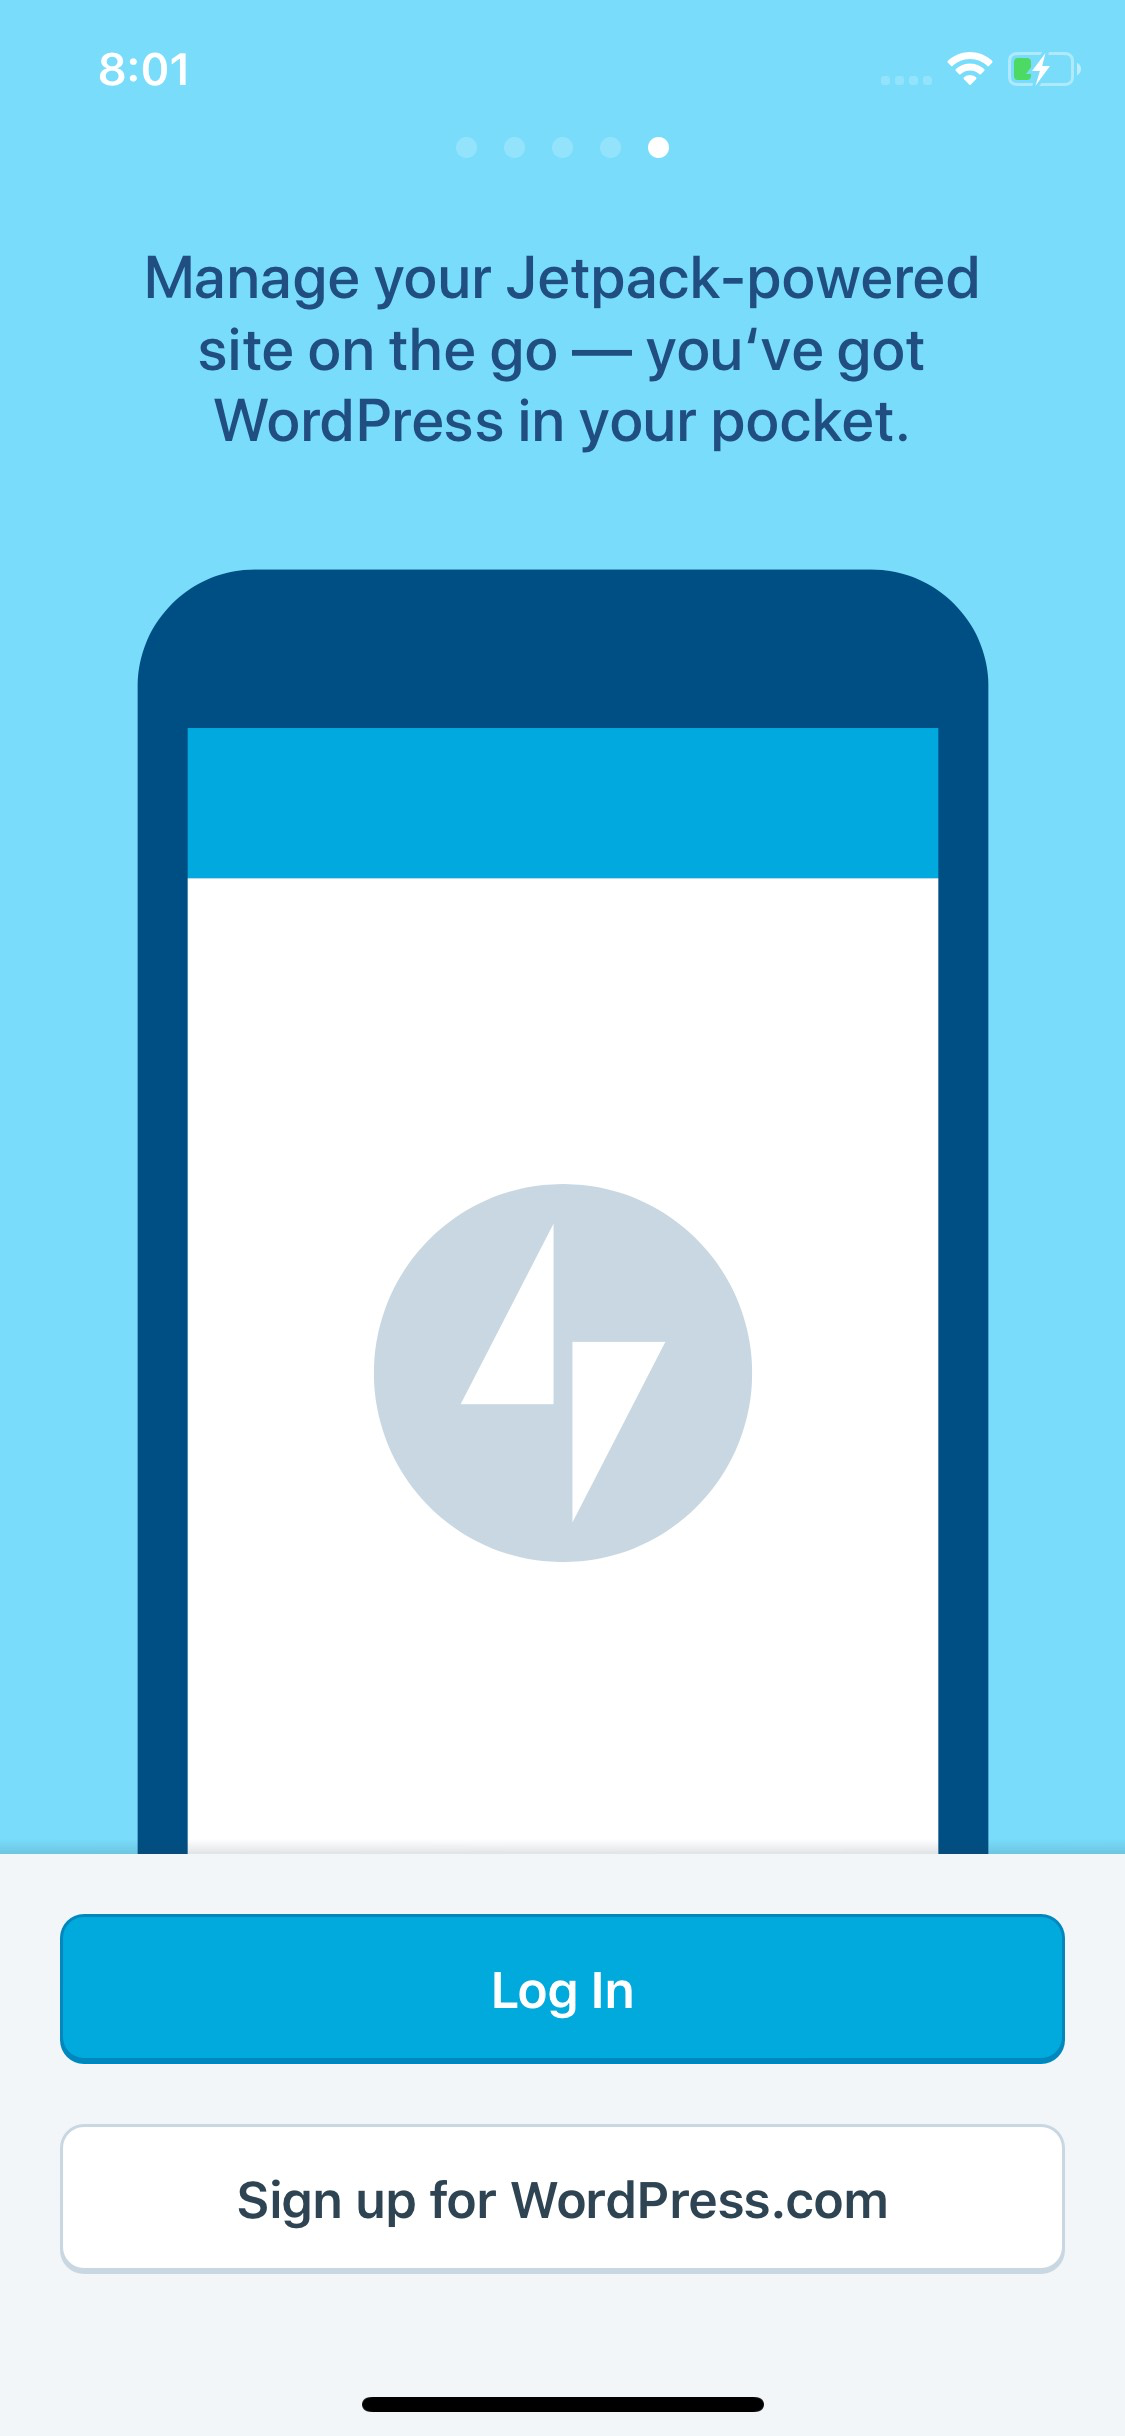 8:01
Manage your Jetpack-powered
site on the go — you‘ve got
WordPress in your pocket.
Log In
Sign up for WordPress.com